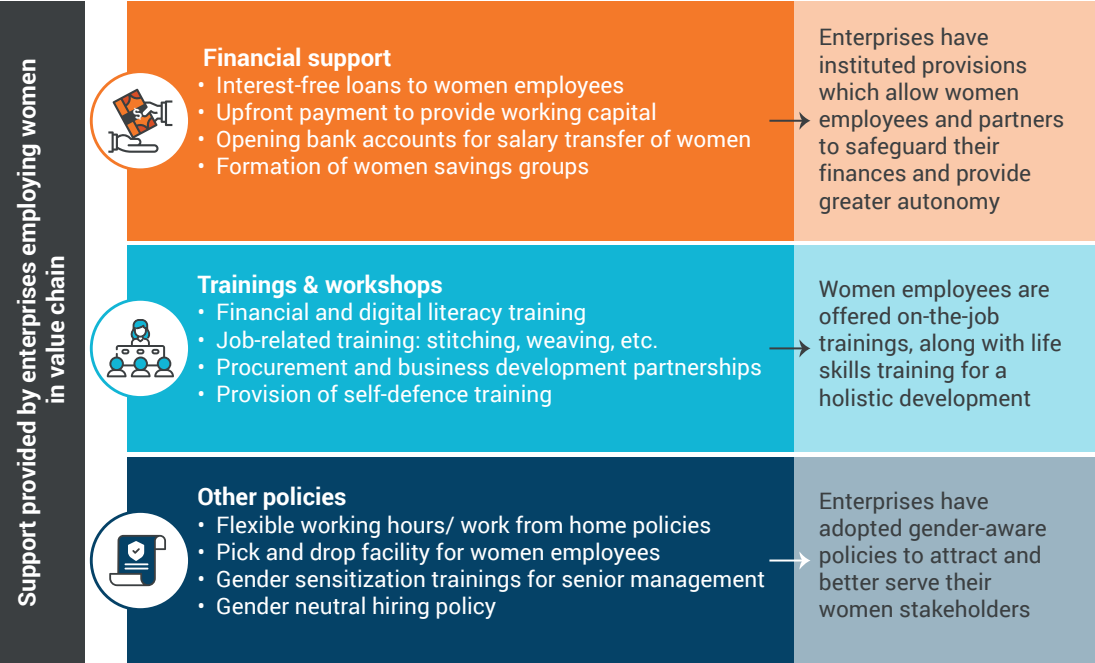 Support provided by enterprises employing women
in value chain
Financial support
• Interest-free loans to women employees
• Upfront payment to provide working capital
• Opening bank accounts for salary transfer of women
• Formation of women savings groups
Enterprises have
instituted provisions
which allow women
employees and partners
to safeguard their
finances and provide
greater autonomy
Trainings & workshops
• Financial and digital literacy training
• Job-related training: stitching, weaving, etc.
• Procurement and business development partnerships
• Provision of self-defence training
Women employees are
offered on-the-job
trainings, along with life
skills training for a
holistic development
Other policies
• Flexible working hours/ work from home policies
• Pick and drop facility for women employees
• Gender sensitization trainings for senior management
• Gender neutral hiring policy
Enterprises have
adopted gender-aware
policies to attract and
better serve their
women stakeholders